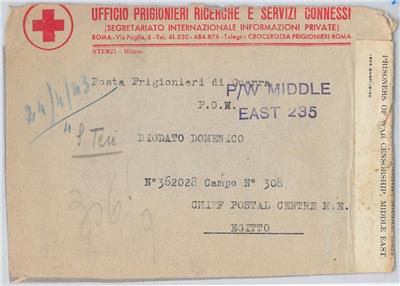 UFFICIO PRIGIONIERI RICERCHE E SERVIZI CONNESSI
(SEGRETARIATO INTERNAZIONALE INFORMAZIONI PRIVATE)
ROMA-Via Puglie, 6-Tel. 41.530-484.876-Telegr.: CROCEROSSA PRIGIONIERI ROMA
STERZI - Milano
Posta Prigionieri di Guerra
P.O.W.
P/W MIDDLE
EAST 235
24/4/43
DIODATO DOMENICO
N°362028 Campo N° 308
CHIEF POSTAL CENTRE M.E.
EGITTO
PRISONERS OF WAR CENSORSHIP, MIDDLE EAST.